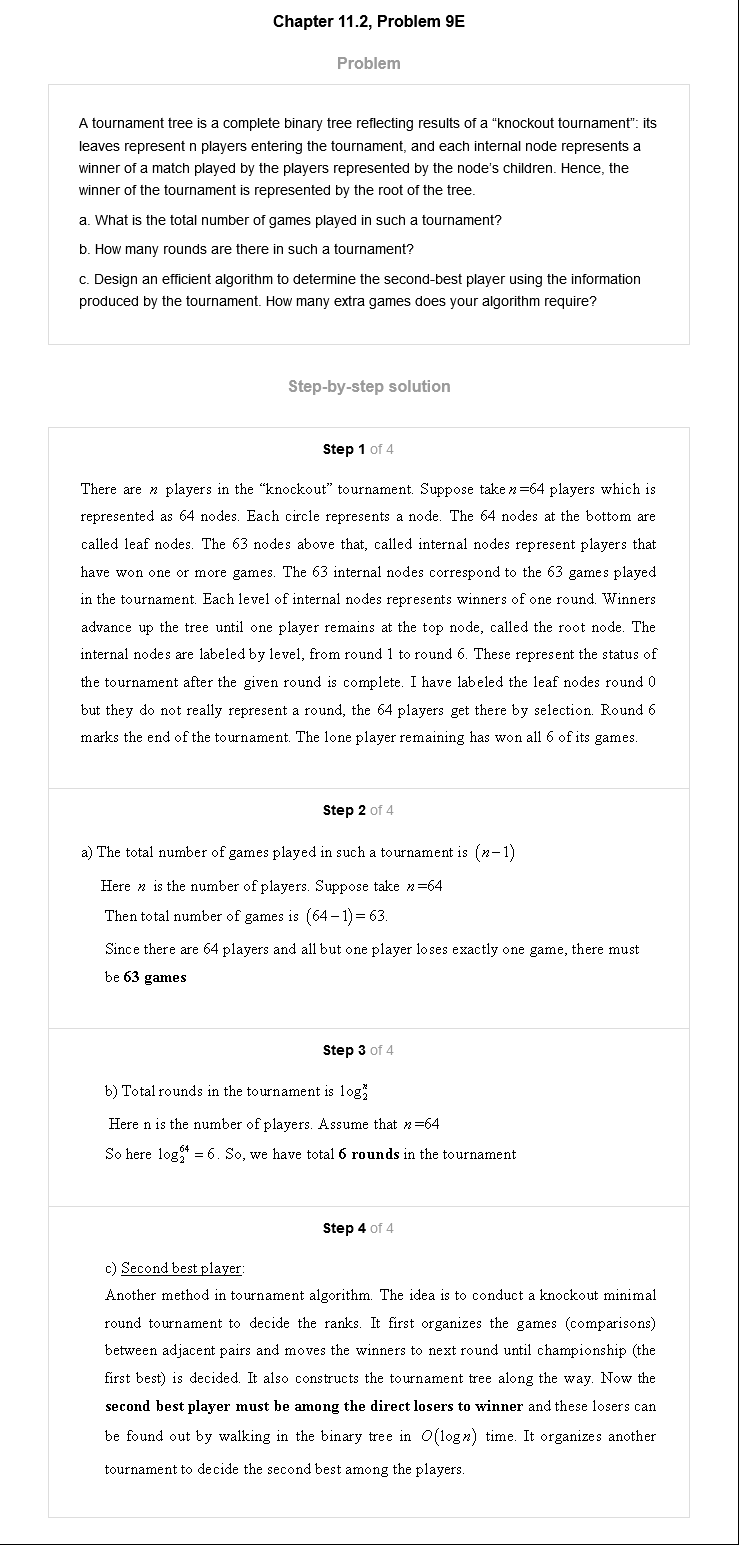 Chapter 11.2, Problem 9E
Problem
A tournament tree is a complete binary tree reflecting results of a “knockout tournament”: its
leaves represent n players entering the tournament, and each internal node represents a
winner of a match played by the players represented by the node’s children. Hence, the
winner of the tournament is represented by the root of the tree.
a. What is the total number of games played in such a tournament?
b. How many rounds are there in such a tournament?
c. Design an efficient algorithm to determine the second-best player using the information
produced by the tournament. How many extra games does your algorithm require?
Step-by-step solution
Step 1 of 4
There are n players in the “knockout” tournament. Suppose take n=64 players which is
represented as 64 nodes. Each circle represents a node. The 64 nodes at the bottom are
called leaf nodes. The 63 nodes above that, called internal nodes represent players that
have won one or more games. The 63 internal nodes correspond to the 63 games played
in the tournament. Each level of internal nodes represents winners of one round. Winners
advance up the tree until one player remains at the top node, called the root node. The
internal nodes are labeled by level, from round 1 to round 6. These represent the status of
the tournament after the given round is complete. I have labeled the leaf nodes round 0
but they do not really represent a round, the 64 players get there by selection. Round 6
marks the end of the tournament. The lone player remaining has won all 6 of its games.
Step 2 of 4
a) The total number of games played in such a tournament is (n−1)
Here n is the number of players. Suppose take n=64
Then total number of games is (64−1)=63.
Since there are 64 players and all but one player loses exactly one game, there must
be 63 games
Step 3 of 4
b) Total rounds in the tournament is log₂ⁿ
Here n is the number of players. Assume that n=64
So here log₂⁶⁴ = 6. So, we have total 6 rounds in the tournament
Step 4 of 4
c) Second best player:
Another method in tournament algorithm. The idea is to conduct a knockout minimal
round tournament to decide the ranks. It first organizes the games (comparisons)
between adjacent pairs and moves the winners to next round until championship (the
first best) is decided. It also constructs the tournament tree along the way. Now the
second best player must be among the direct losers to winner and these losers can
be found out by walking in the binary tree in O(log n) time. It organizes another
tournament to decide the second best among the players.